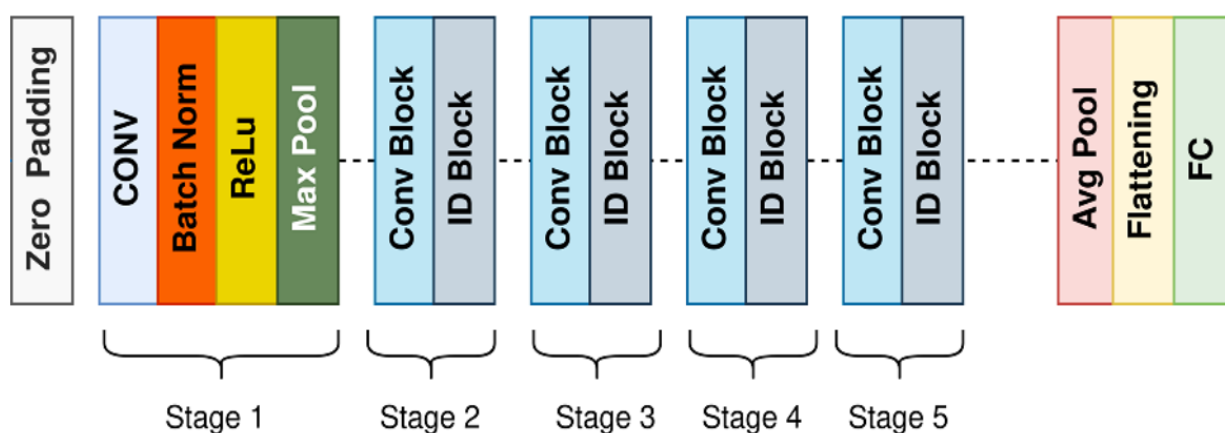 Zero Padding
CONV
Batch Norm
ReLu
Max Pool
Conv Block
ID Block
Conv Block
ID Block
Conv Block
ID Block
Conv Block
ID Block
Avg Pool
Flattening
FC
Stage 1
Stage 2
Stage 3
Stage 4
Stage 5